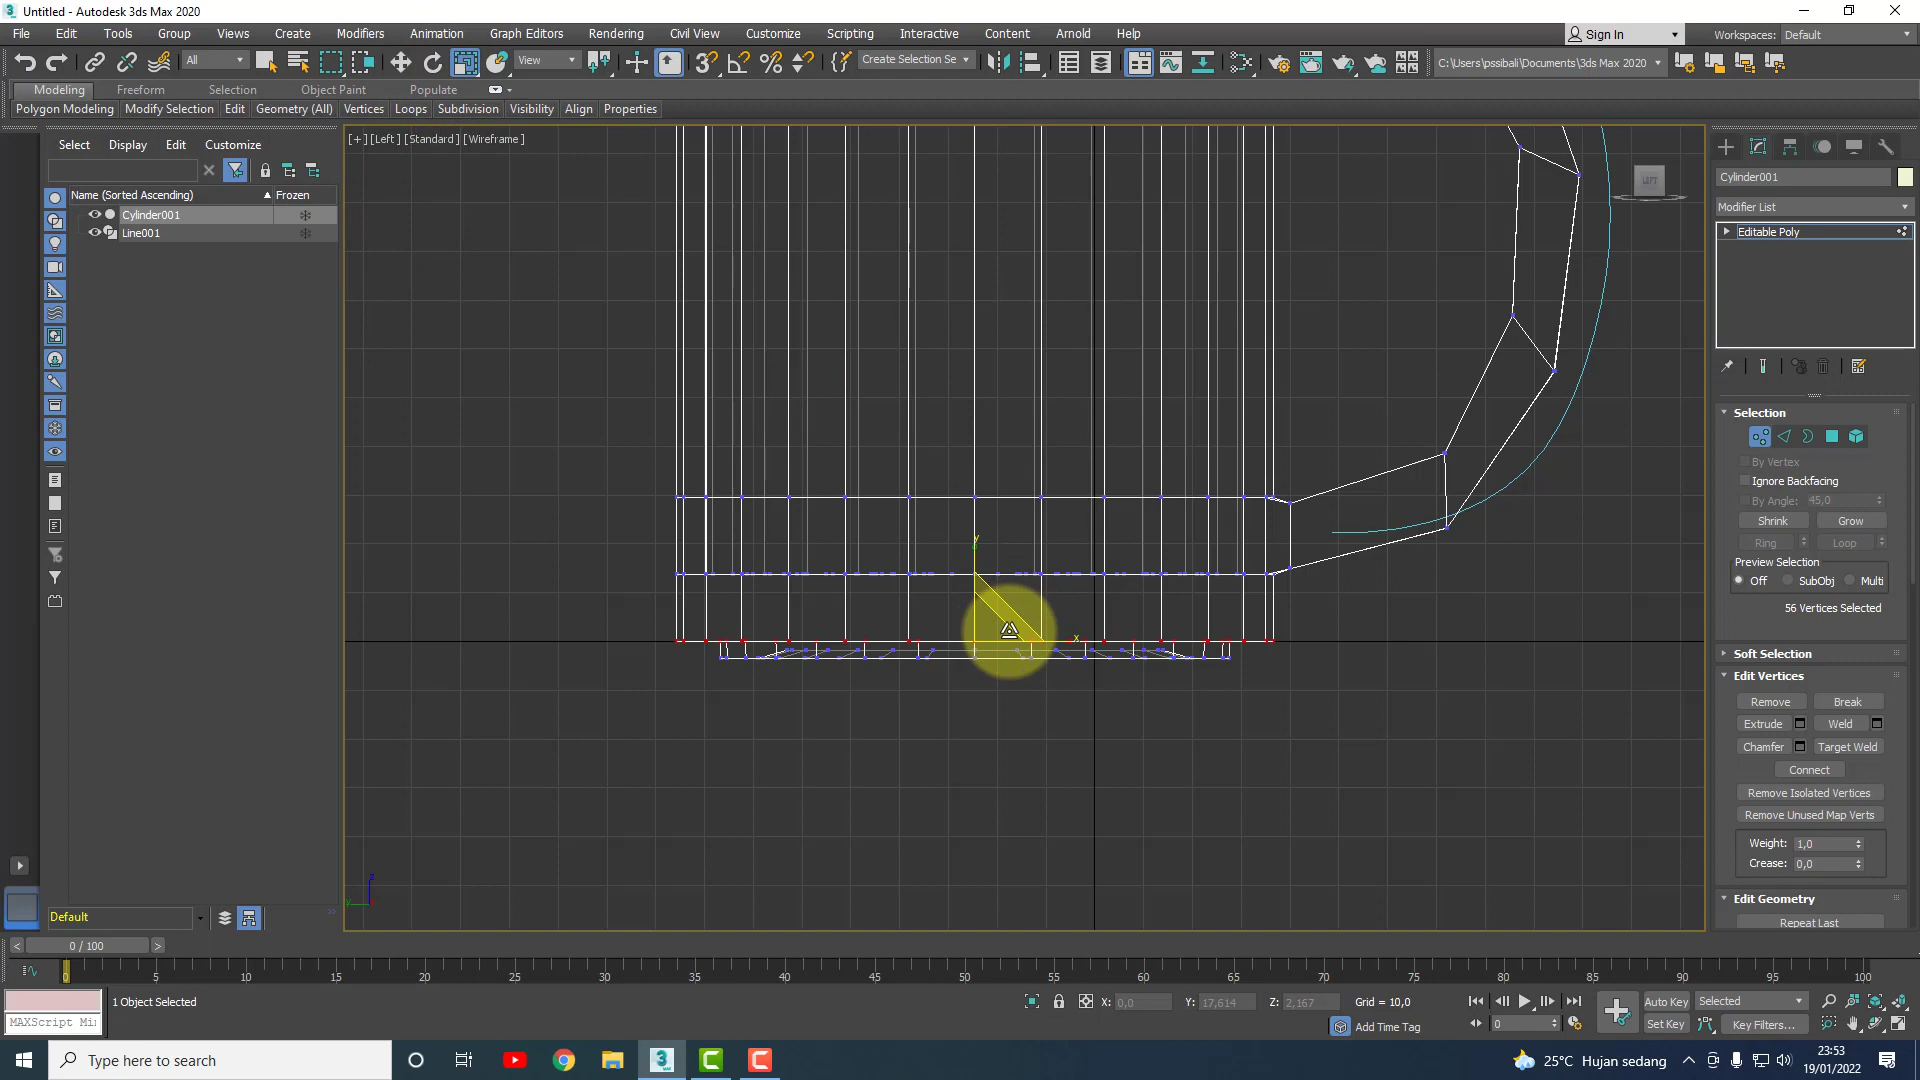 Untitled - Autodesk 3ds Max 2020
File Edit Tools Group Views Create Modifiers Animation Graph Editors Rendering Civil View Customize Scripting Interactive Content Arnold Help
Sign In
Workspaces: Default
All
View
Create Selection Se
C:\Users\pssibali\Documents\3ds Max 2020
Modeling Freeform Selection Object Paint Populate
Polygon Modeling Modify Selection Edit Geometry (All) Vertices Loops Subdivision Visibility Align Properties
Select Display Edit Customize
Name (Sorted Ascending) Frozen
Cylinder001
Line001
[+] [Left] [Standard] [Wireframe]
LEFT
y
x
z
Cylinder001
Modifier List
Editable Poly
Selection
By Vertex
Ignore Backfacing
By Angle: 45,0
Shrink Grow
Ring Loop
Preview Selection
Off SubObj Multi
56 Vertices Selected
Soft Selection
Edit Vertices
Remove Break
Extrude Weld
Chamfer Target Weld
Connect
Remove Isolated Vertices
Remove Unused Map Verts
Weight: 1,0
Crease: 0,0
Edit Geometry
Repeat Last
Default
< 0 / 100 >
0 5 10 15 20 25 30 35 40 45 50 55 60 65 70 75 80 85 90 95 100
1 Object Selected
X: 0,0 Y: 17,614 Z: 2,167 Grid = 10,0
Add Time Tag
MAXScript Mi
0
Auto Key Selected
Set Key Key Filters...
Type here to search
25°C Hujan sedang
23:53
19/01/2022